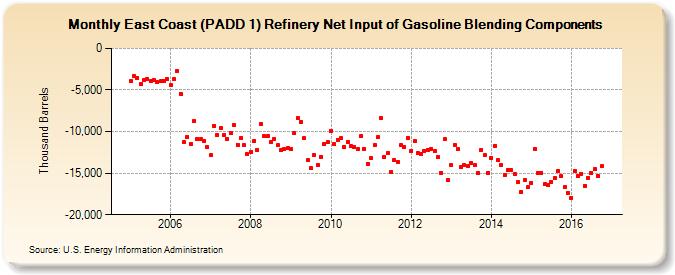 Monthly East Coast (PADD 1) Refinery Net Input of Gasoline Blending Components
Thousand Barrels
0
-5,000
-10,000
-15,000
-20,000
2006 2008 2010 2012 2014 2016
Source: U.S. Energy Information Administration